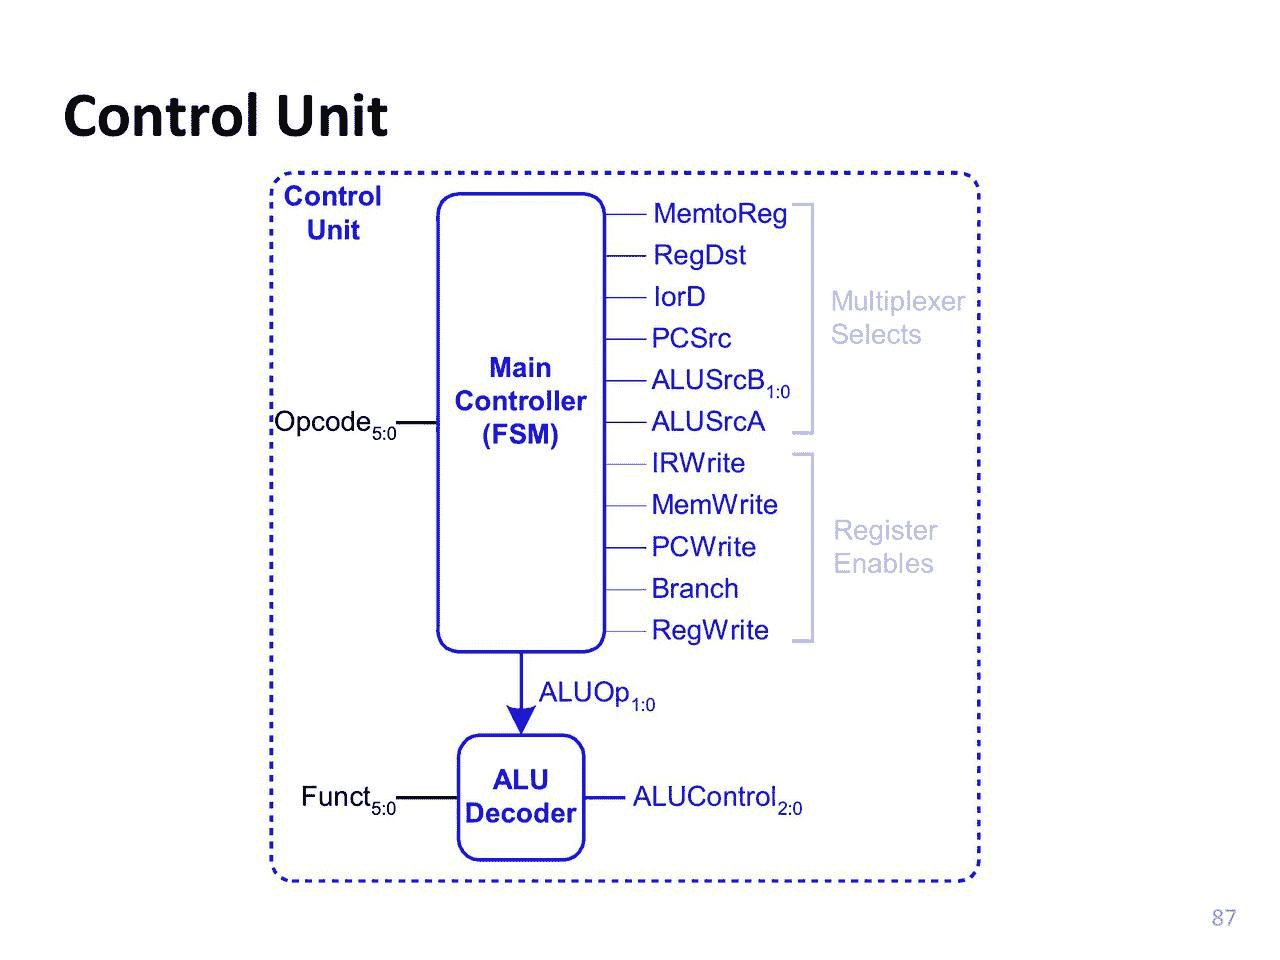 Control Unit
Control
Unit
MemtoReg
RegDst
IorD
PCSrc
ALUSrcB1:0
ALUSrcA
Multiplexer
Selects
Main
Controller
(FSM)
Opcode5:0
IRWrite
MemWrite
PCWrite
Branch
RegWrite
Register
Enables
ALUOp1:0
ALU
Decoder
Funct5:0
ALUControl2:0
87